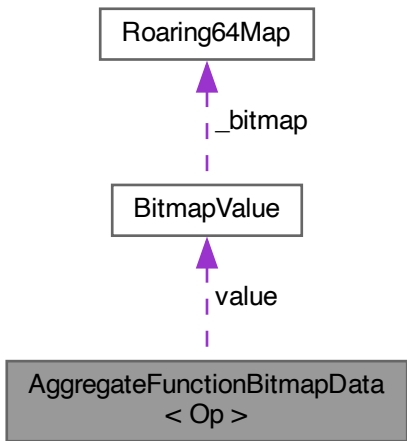 Roaring64Map
_bitmap
BitmapValue
value
AggregateFunctionBitmapData
< Op >